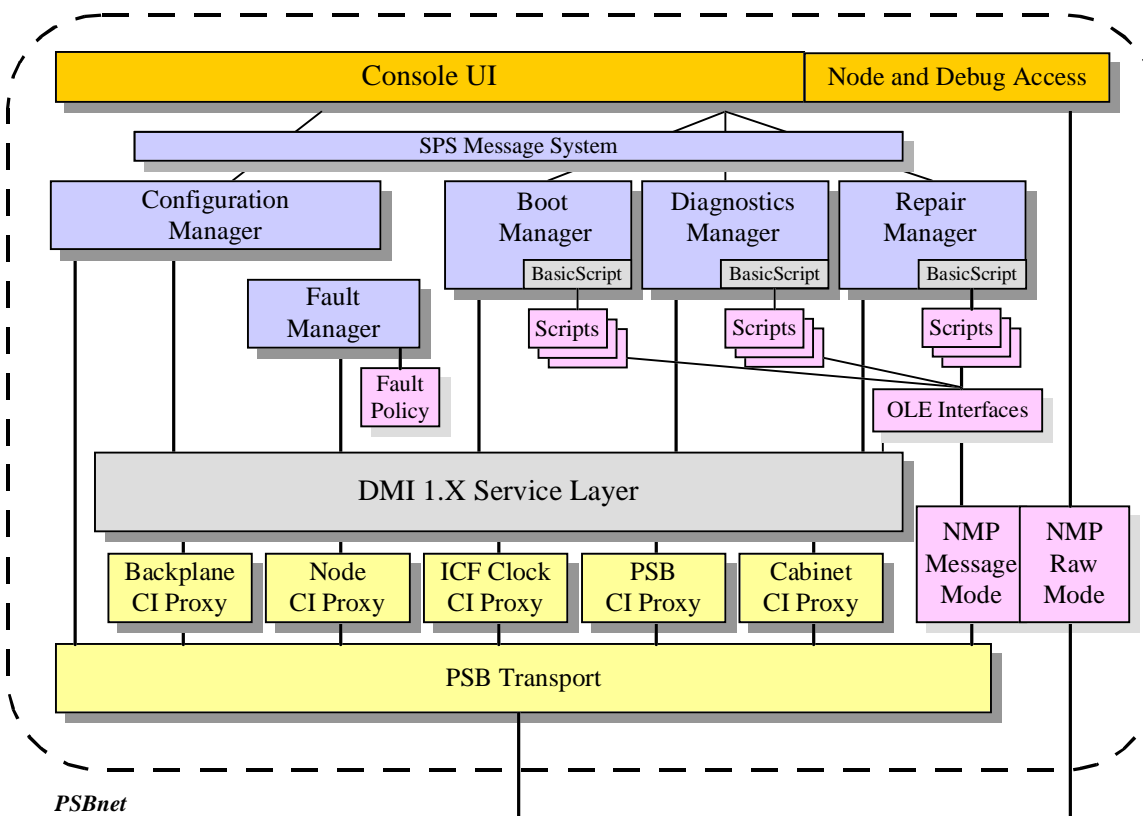 Console UI
Node and Debug Access
SPS Message System
Configuration
Manager
Boot
Manager
BasicScript
Diagnostics
Manager
BasicScript
Repair
Manager
BasicScript
Fault
Manager
Scripts
Scripts
Scripts
Fault
Policy
OLE Interfaces
DMI 1.X Service Layer
Backplane
CI Proxy
Node
CI Proxy
ICF Clock
CI Proxy
PSB
CI Proxy
Cabinet
CI Proxy
NMP
Message
Mode
NMP
Raw
Mode
PSB Transport
PSBnet